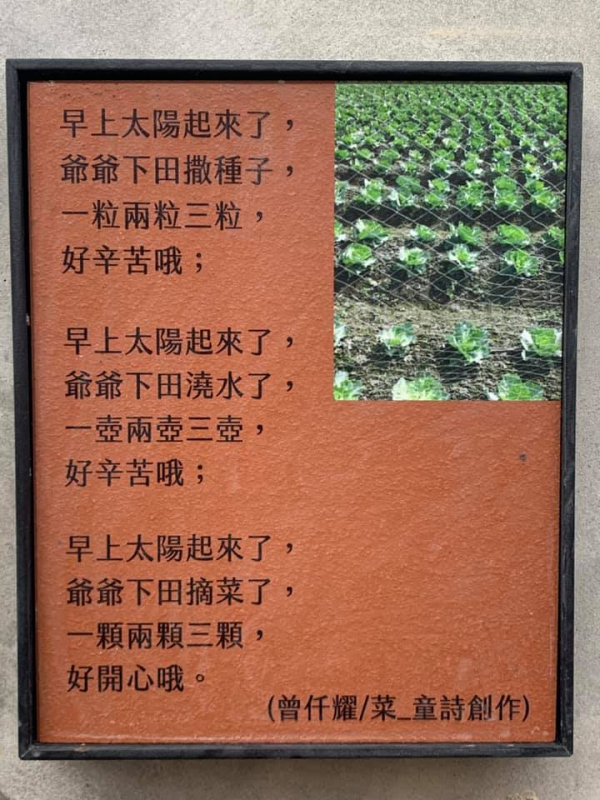 早上太陽起來了，
爺爺下田撒種子，
一粒兩粒三粒，
好辛苦哦；
早上太陽起來了，
爺爺下田澆水了，
一壺兩壺三壺，
好辛苦哦；
早上太陽起來了，
爺爺下田摘菜了，
一顆兩顆三顆，
好開心哦。
(曾仟耀/菜_童詩創作)